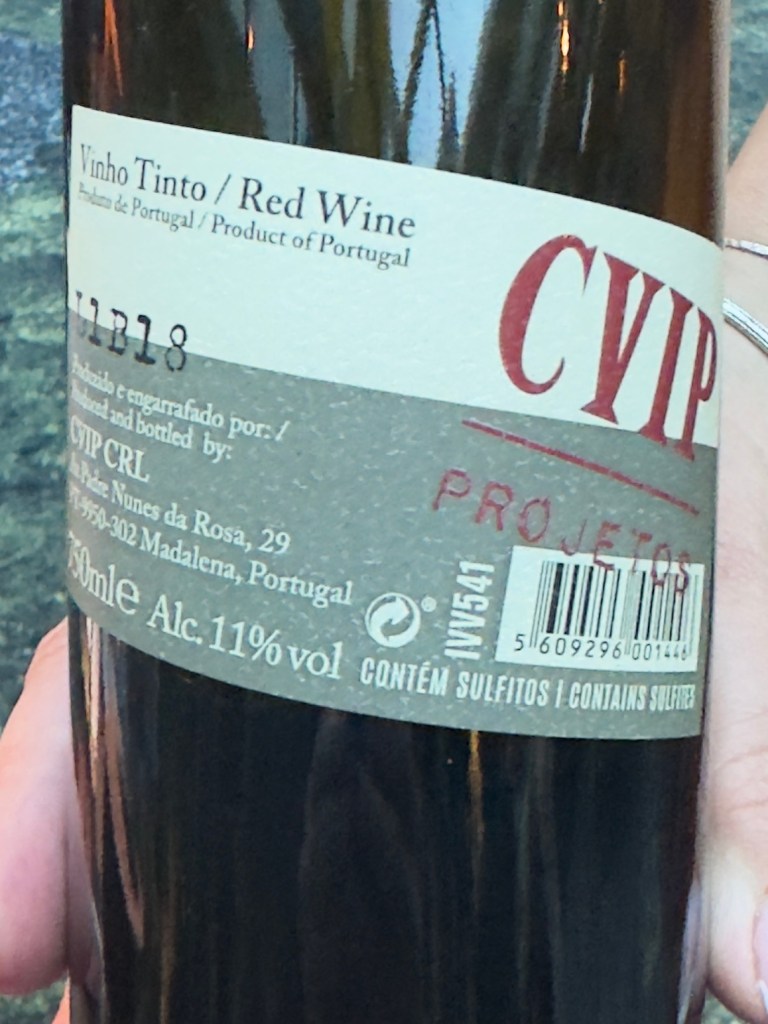 Vinho Tinto / Red Wine
Produto de Portugal / Product of Portugal
CVIP
L1B18
PROJETOS
Produzido e engarrafado por: /
Produced and bottled by:
CVIP CRL
Padre Nunes da Rosa, 29
PT-9950-302 Madalena, Portugal
750ml e Alc. 11% vol
IVV541
5 609296 001446
CONTÉM SULFITOS | CONTAINS SULFITES